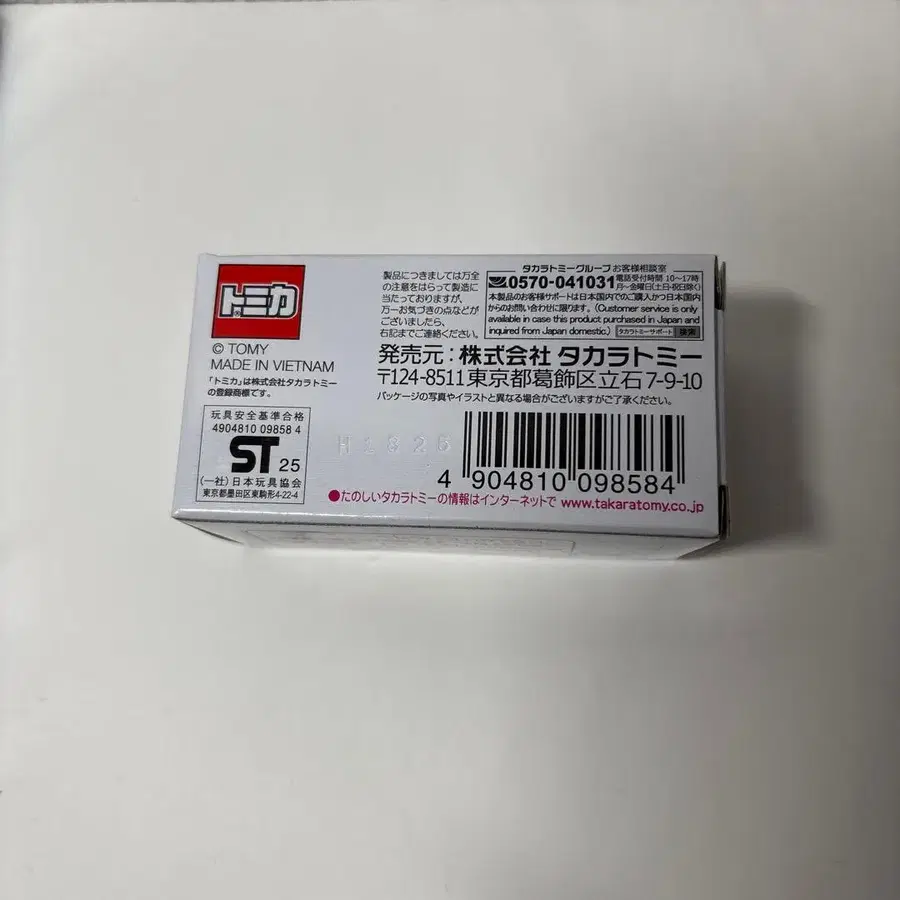 トミカ
®
© TOMY
MADE IN VIETNAM
「トミカ」は株式会社タカラトミー
の登録商標です。
玩具安全基準合格
4904810 09858 4
ST 25
(一社)日本玩具協会
東京都墨田区東駒形4-22-4
製品につきましては万全
の注意をはらって製造に
当たっておりますが、
万一お気づきの点などが
ございましたら、
右記までご連絡ください。
タカラトミーグループ お客様相談室
0570-041031 電話受付時間 10〜17時
月〜金曜日(土日・祝日除く)
本製品のお客様サポートは日本国内でのご購入かつ日本国内
からのお問い合わせに限ります。(Customer service is only
available in case this product purchased in Japan and
inquired from Japan domestic.) タカラトミーサポート 検索
発売元：株式会社 タカラトミー
〒124-8511 東京都葛飾区立石7-9-10
パッケージの写真やイラストと異なる場合がございますがご了承ください。
4 904810 098584
●たのしいタカラトミーの情報はインターネットで www.takaratomy.co.jp